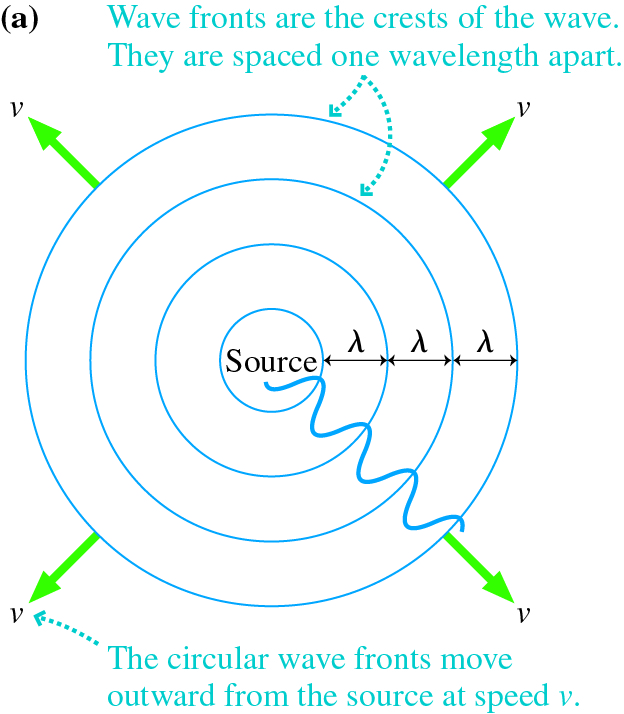 (a) Wave fronts are the crests of the wave.
They are spaced one wavelength apart.
v v
λ λ λ
Source
v v
The circular wave fronts move
outward from the source at speed v.